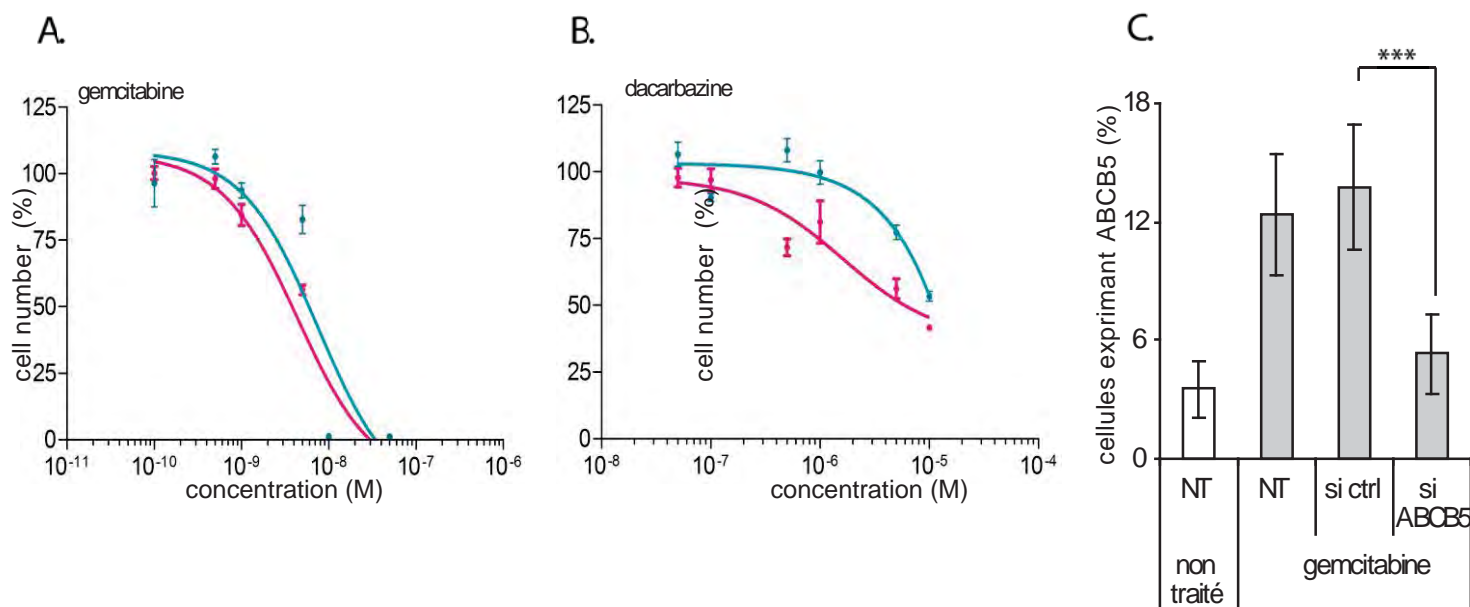 A.
gemcitabine
125
100
75
50
25
0
cell number (%)
10-11
10-10
10-9
10-8
10-7
10-6
concentration (M)
B.
dacarbazine
125
100
75
50
25
0
cell number (%)
10-8
10-7
10-6
10-5
10-4
concentration (M)
C.
***
18
12
6
0
cellules exprimant ABCB5 (%)
NT
NT
si ctrl
si
ABCB5
non
traité
gemcitabine